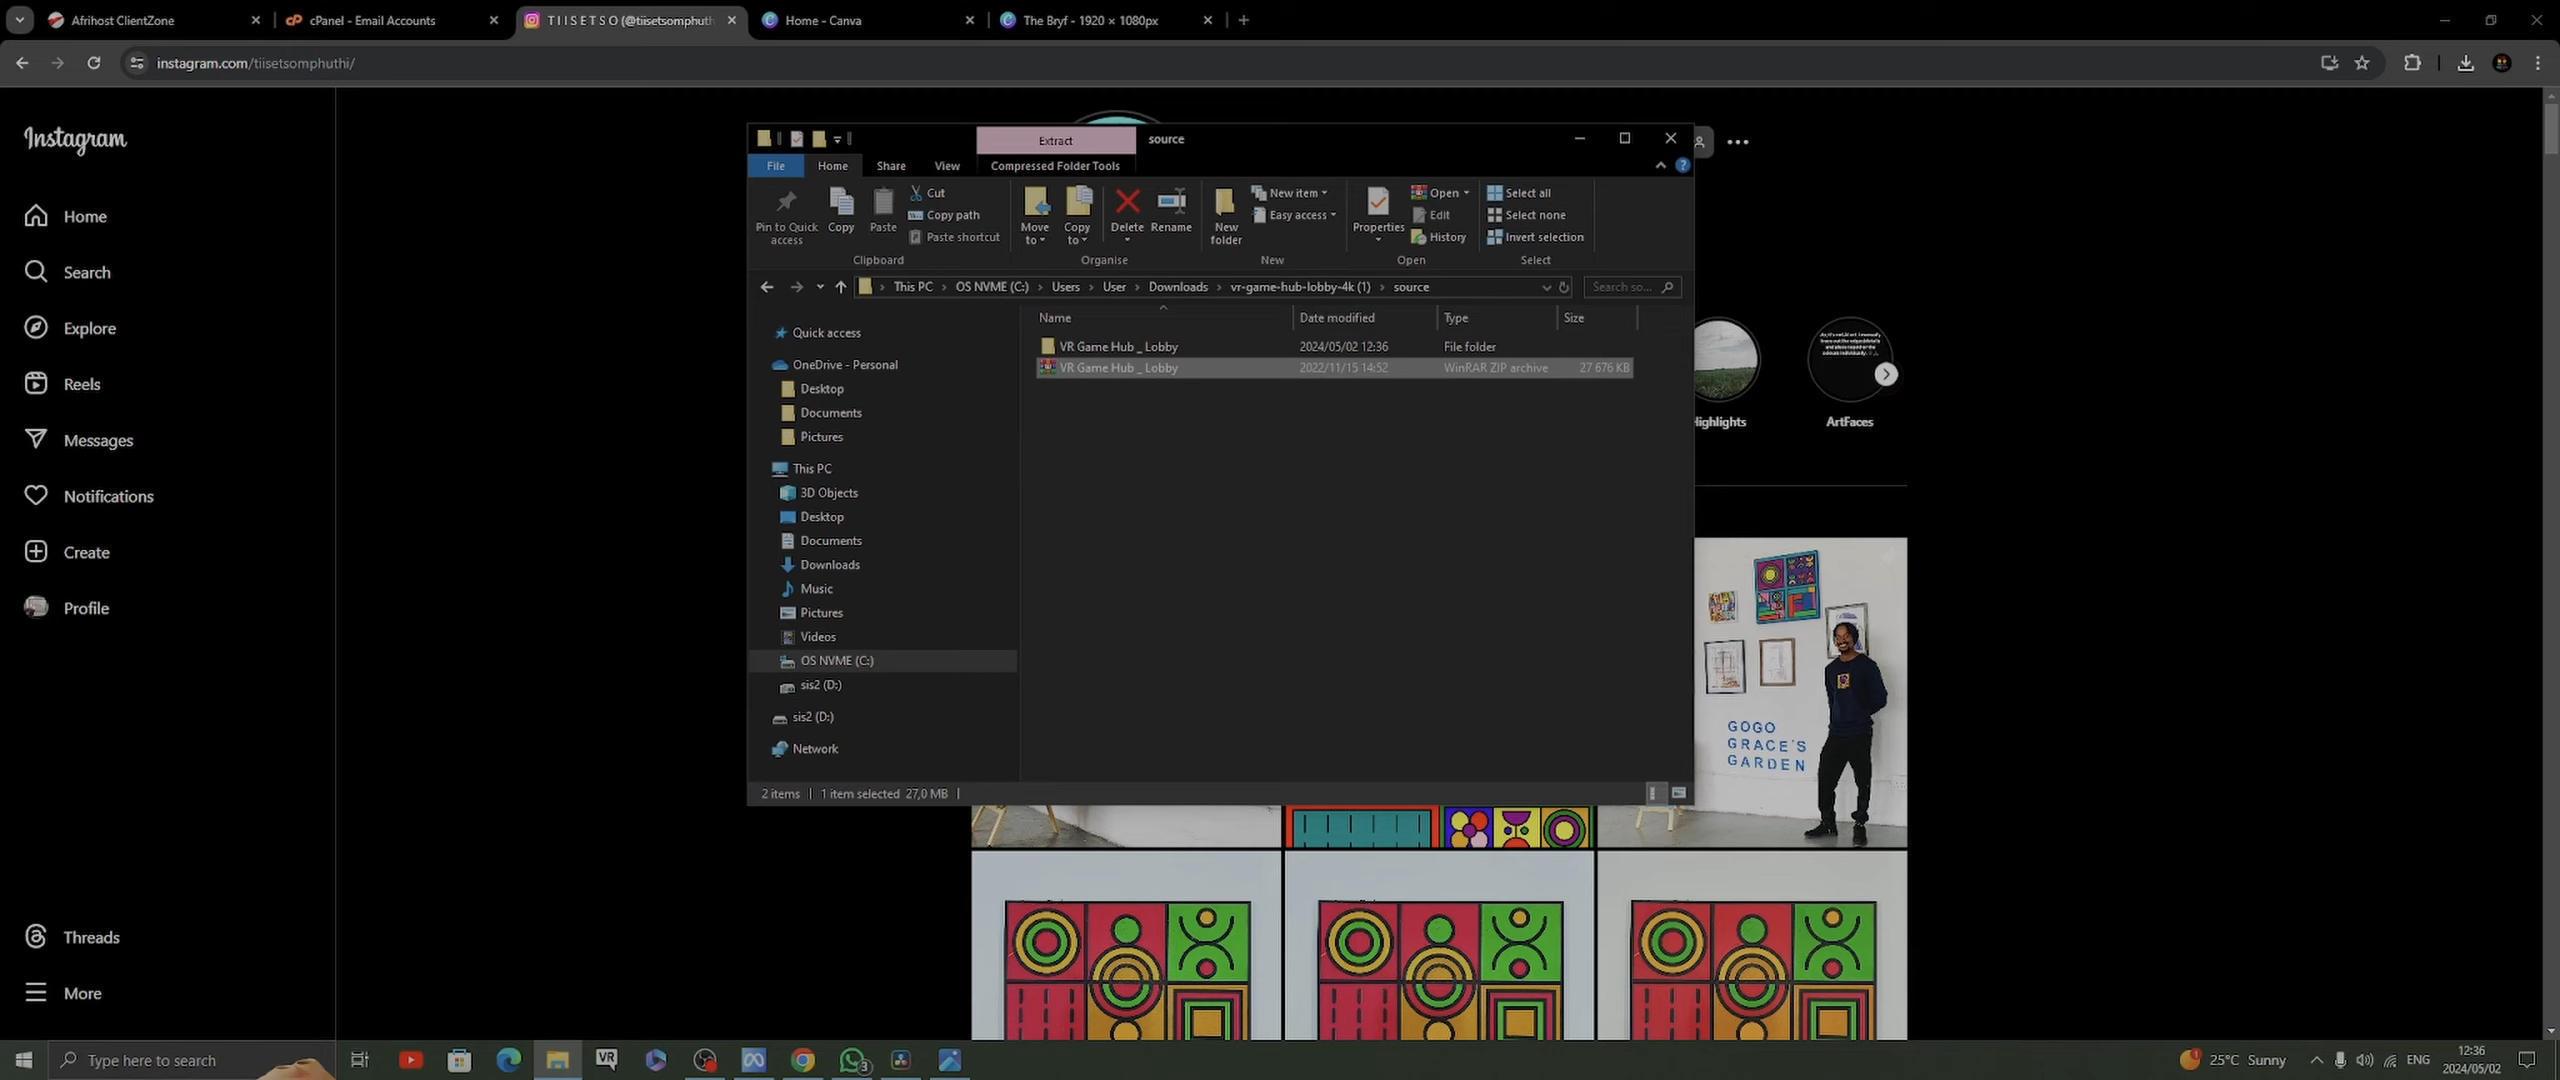 Afrihost ClientZone
cPanel - Email Accounts
T I I S E T S O (@tiisetsomphuth
Home - Canva
The Bryf - 1920 × 1080px
instagram.com/tiisetsomphuthi/
Instagram
Home
Search
Explore
Reels
Messages
Notifications
Create
Profile
Threads
More
Extract
source
File
Home
Share
View
Compressed Folder Tools
Pin to Quick access
Copy
Paste
Cut
Copy path
Paste shortcut
Clipboard
Move to
Copy to
Delete
Rename
Organise
New folder
New item
Easy access
New
Properties
Open
Edit
History
Open
Select all
Select none
Invert selection
Select
This PC › OS NVME (C:) › Users › User › Downloads › vr-game-hub-lobby-4k (1) › source
Search so...
Name
Date modified
Type
Size
VR Game Hub _ Lobby 2024/05/02 12:36 File folder
VR Game Hub _ Lobby 2022/11/15 14:52 WinRAR ZIP archive 27 676 KB
Quick access
OneDrive - Personal
Desktop
Documents
Pictures
This PC
3D Objects
Desktop
Documents
Downloads
Music
Pictures
Videos
OS NVME (C:)
sis2 (D:)
sis2 (D:)
Network
2 items
1 item selected 27,0 MB
Highlights
ArtFaces
GOGO
GRACE'S
GARDEN
Type here to search
VR
3
1
25°C Sunny
ENG
12:36
2024/05/02